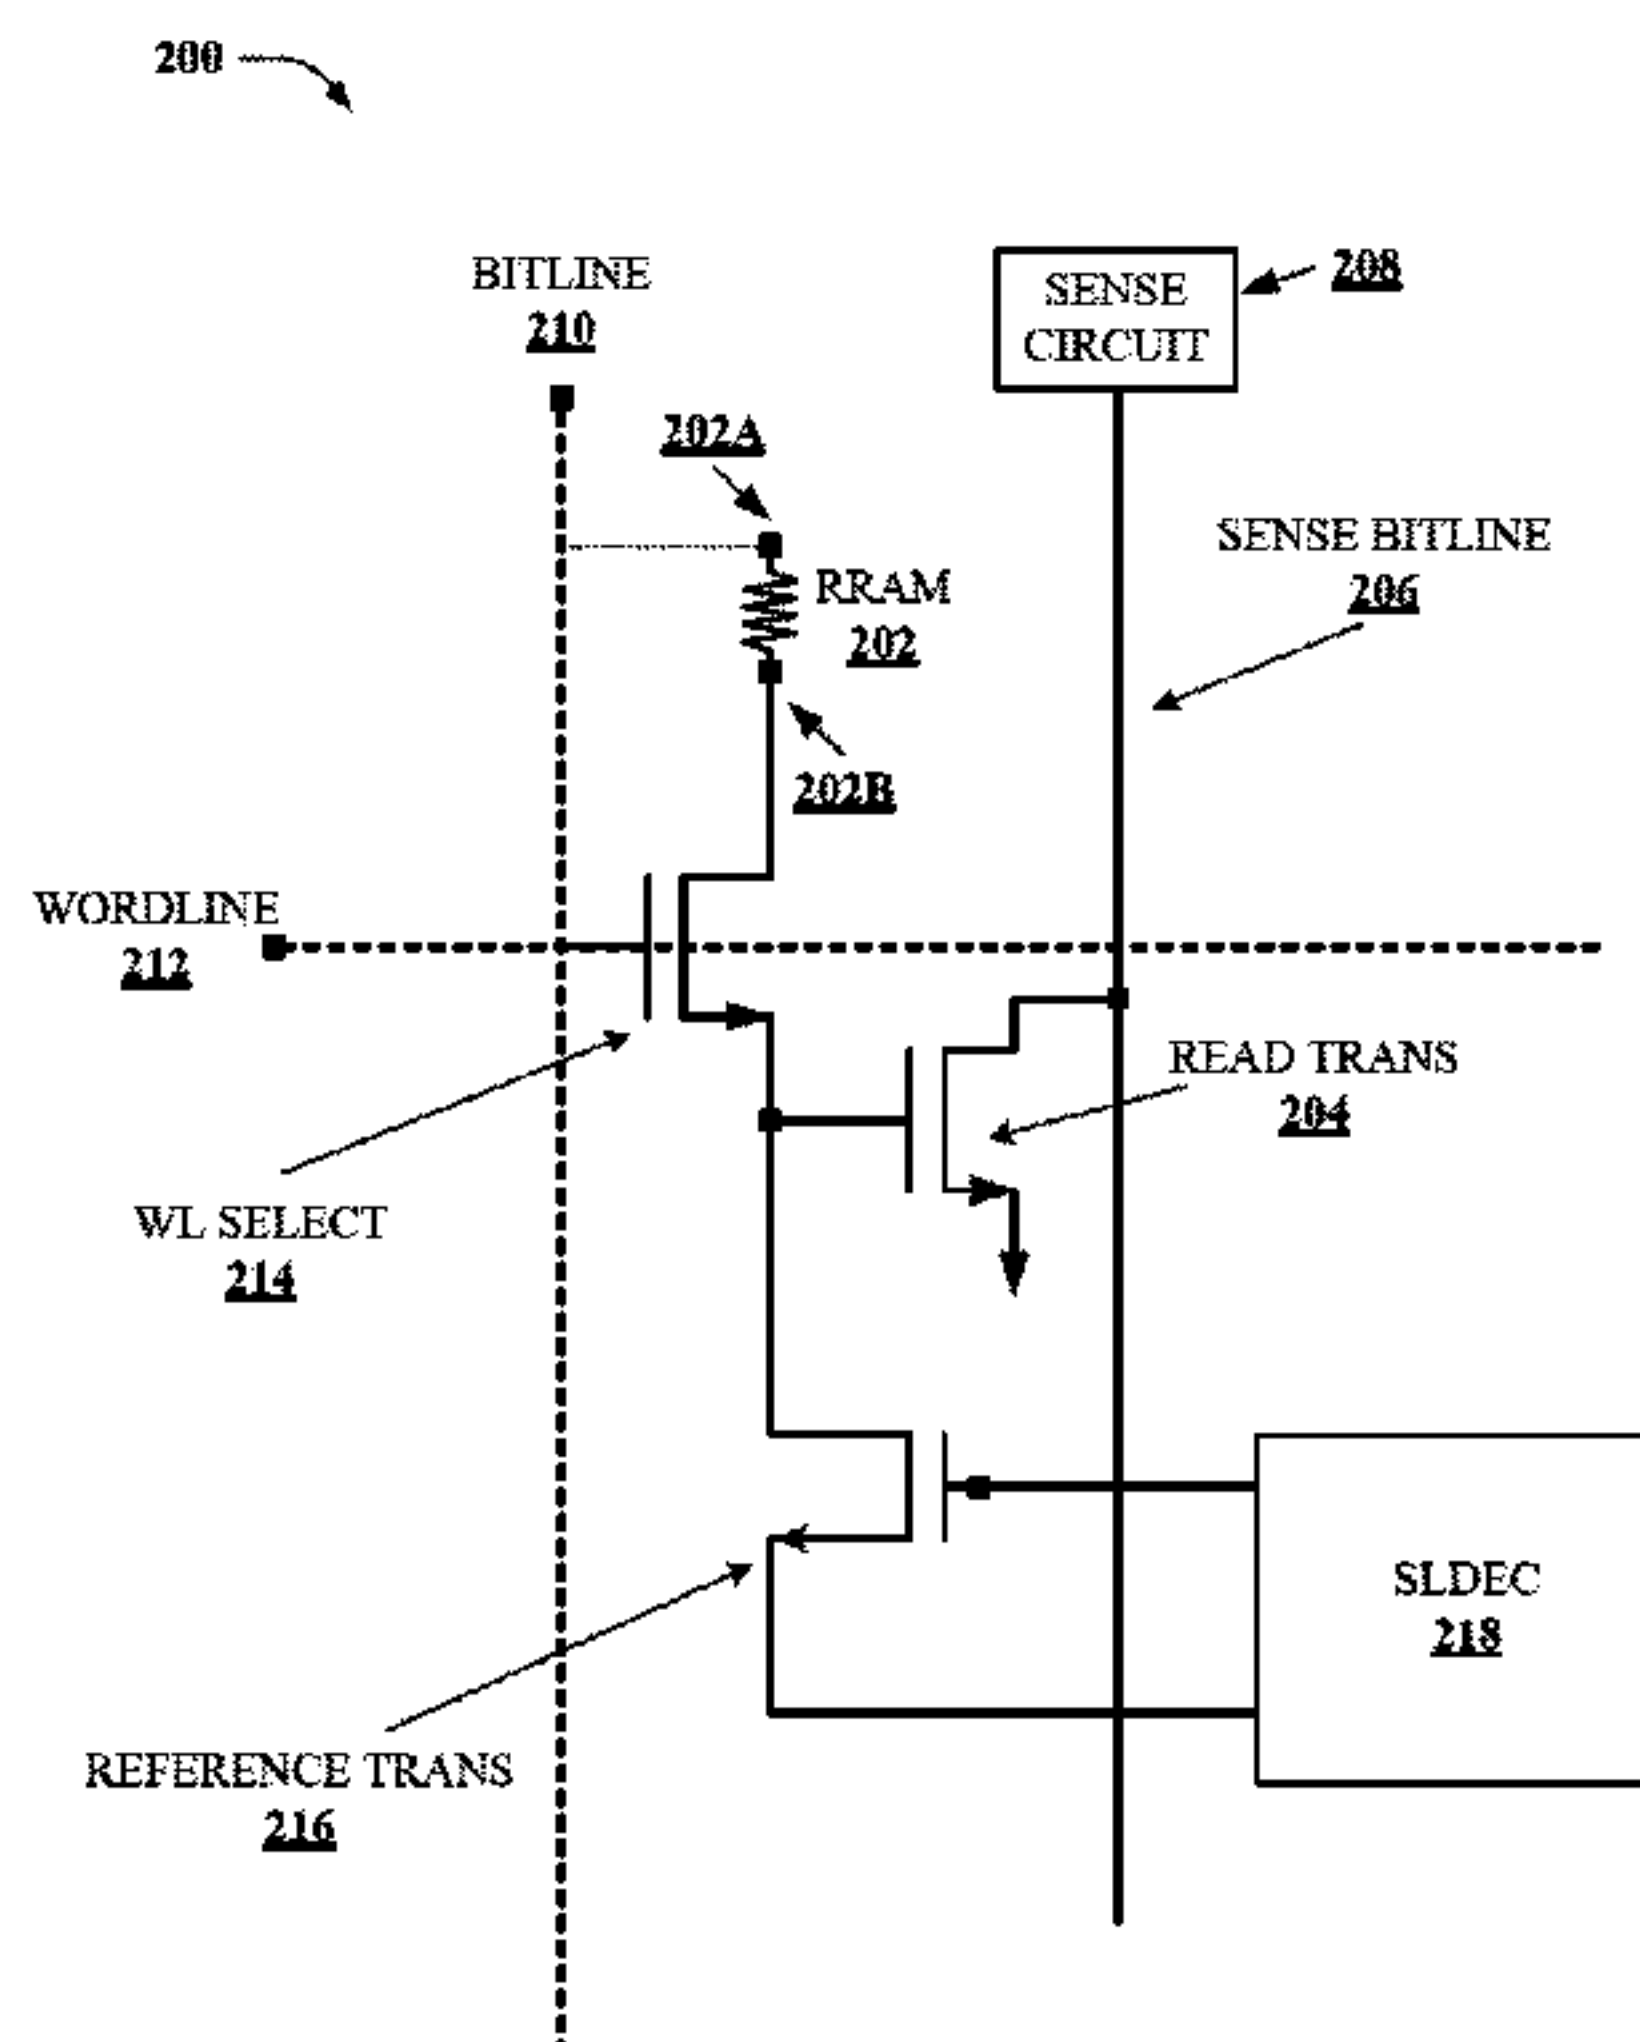 200
BITLINE
210
SENSE
CIRCUIT
208
202A
RRAM
202
SENSE BITLINE
206
202B
WORDLINE
212
READ TRANS
204
WL SELECT
214
SLDEC
218
REFERENCE TRANS
216